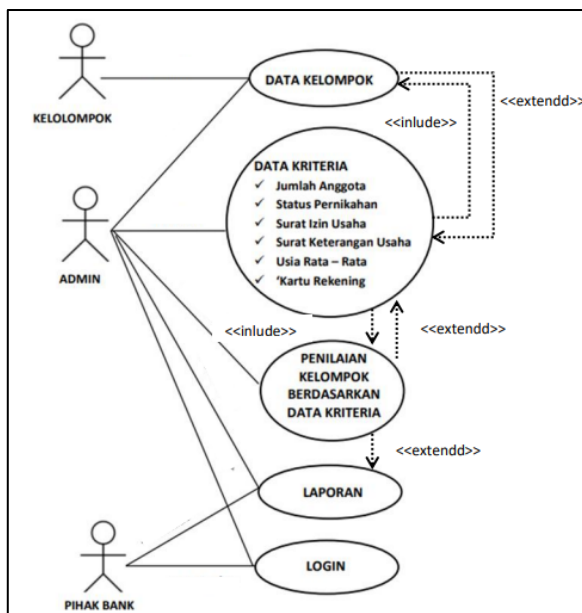 DATA KELOMPOK
<<extendd>>
<<inlude>>
KELOLOMPOK
DATA KRITERIA
✓ Jumlah Anggota
✓ Status Pernikahan
✓ Surat Izin Usaha
✓ Surat Keterangan Usaha
✓ Usia Rata – Rata
✓ ‘Kartu Rekening
ADMIN
<<inlude>>
<<extendd>>
PENILAIAN
KELOMPOK
BERDASARKAN
DATA KRITERIA
<<extendd>>
LAPORAN
LOGIN
PIHAK BANK